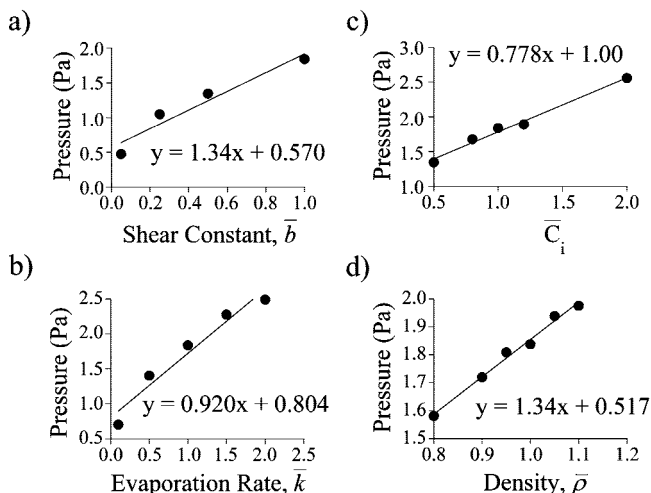 a)
Pressure (Pa)
2.0
1.5
1.0
0.5
0.0
y = 1.34x + 0.570
0.0 0.2 0.4 0.6 0.8 1.0
Shear Constant, b̅
c)
Pressure (Pa)
3.0
2.5
2.0
1.5
1.0
y = 0.778x + 1.00
0.5 1.0 1.5 2.0
C̅i
b)
Pressure (Pa)
2.5
2.0
1.5
1.0
0.5
y = 0.920x + 0.804
0.0 0.5 1.0 1.5 2.0 2.5
Evaporation Rate, k̅
d)
Pressure (Pa)
2.0
1.9
1.8
1.7
1.6
1.5
y = 1.34x + 0.517
0.8 0.9 1.0 1.1 1.2
Density, ρ̅